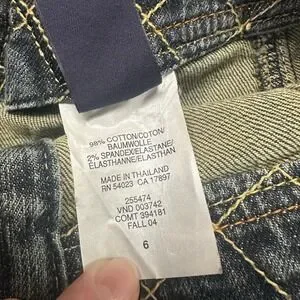 98% COTTON/COTON/
BAUMWOLLE
2% SPANDEX/ELASTANE/
ELASTHANNE/ELASTHAN
MADE IN THAILAND
RN 54023 CA 17897
255474
VND 003742
COMT 394181
FALL 04
6